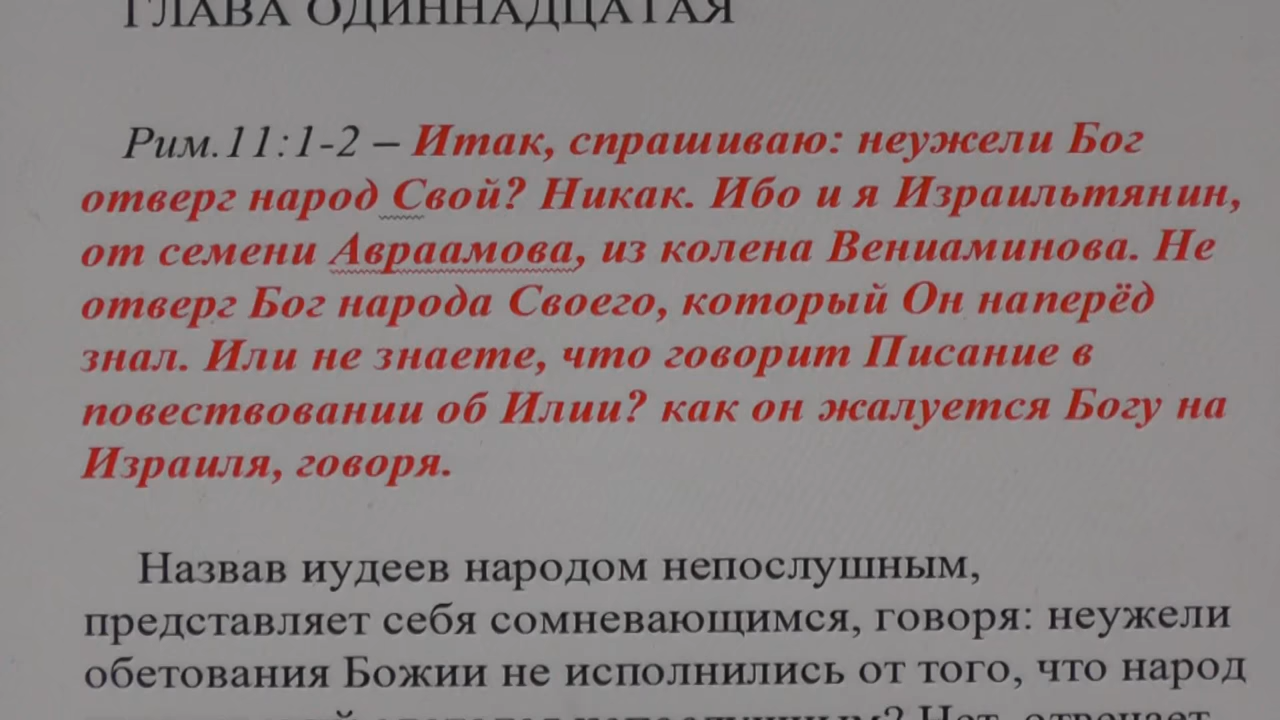 ГЛАВА ОДИННАДЦАТАЯ
Рим.11:1-2 – Итак, спрашиваю: неужели Бог
отверг народ Свой? Никак. Ибо и я Израильтянин,
от семени Авраамова, из колена Вениаминова. Не
отверг Бог народа Своего, который Он наперёд
знал. Или не знаете, что говорит Писание в
повествовании об Илии? как он жалуется Богу на
Израиля, говоря.
Назвав иудеев народом непослушным,
представляет себя сомневающимся, говоря: неужели
обетования Божии не исполнились от того, что народ
Нет, отвечает